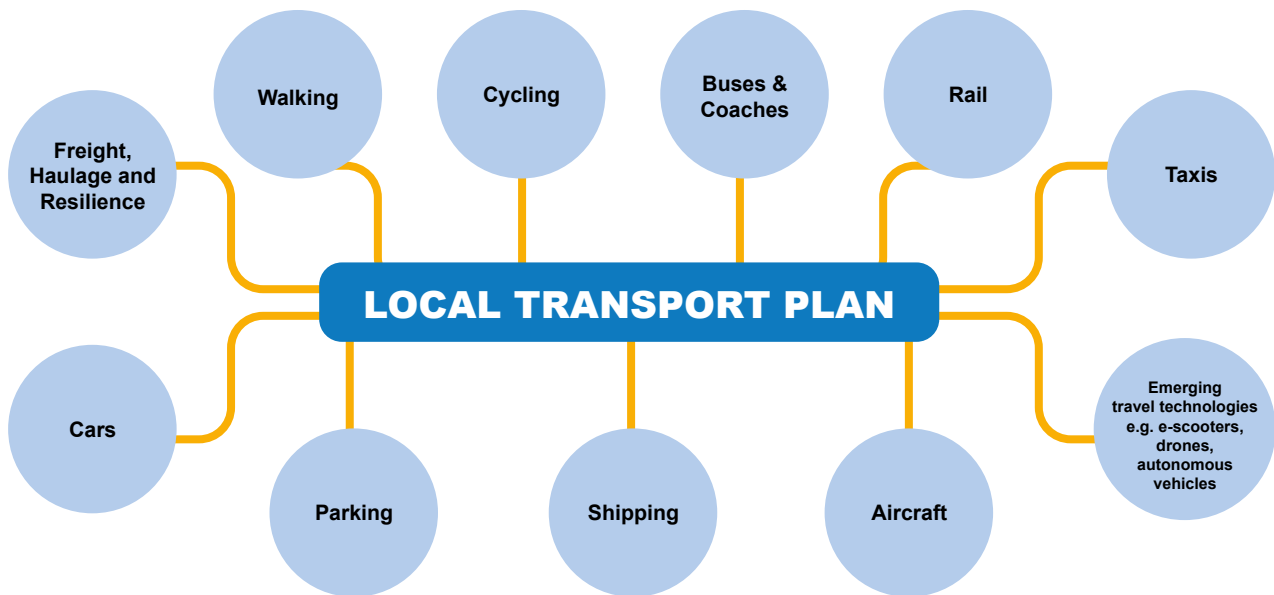 Walking
Cycling
Buses &
Coaches
Rail
Freight,
Haulage and
Resilience
Taxis
LOCAL TRANSPORT PLAN
Cars
Emerging
travel technologies
e.g. e-scooters,
drones,
autonomous
vehicles
Parking
Shipping
Aircraft